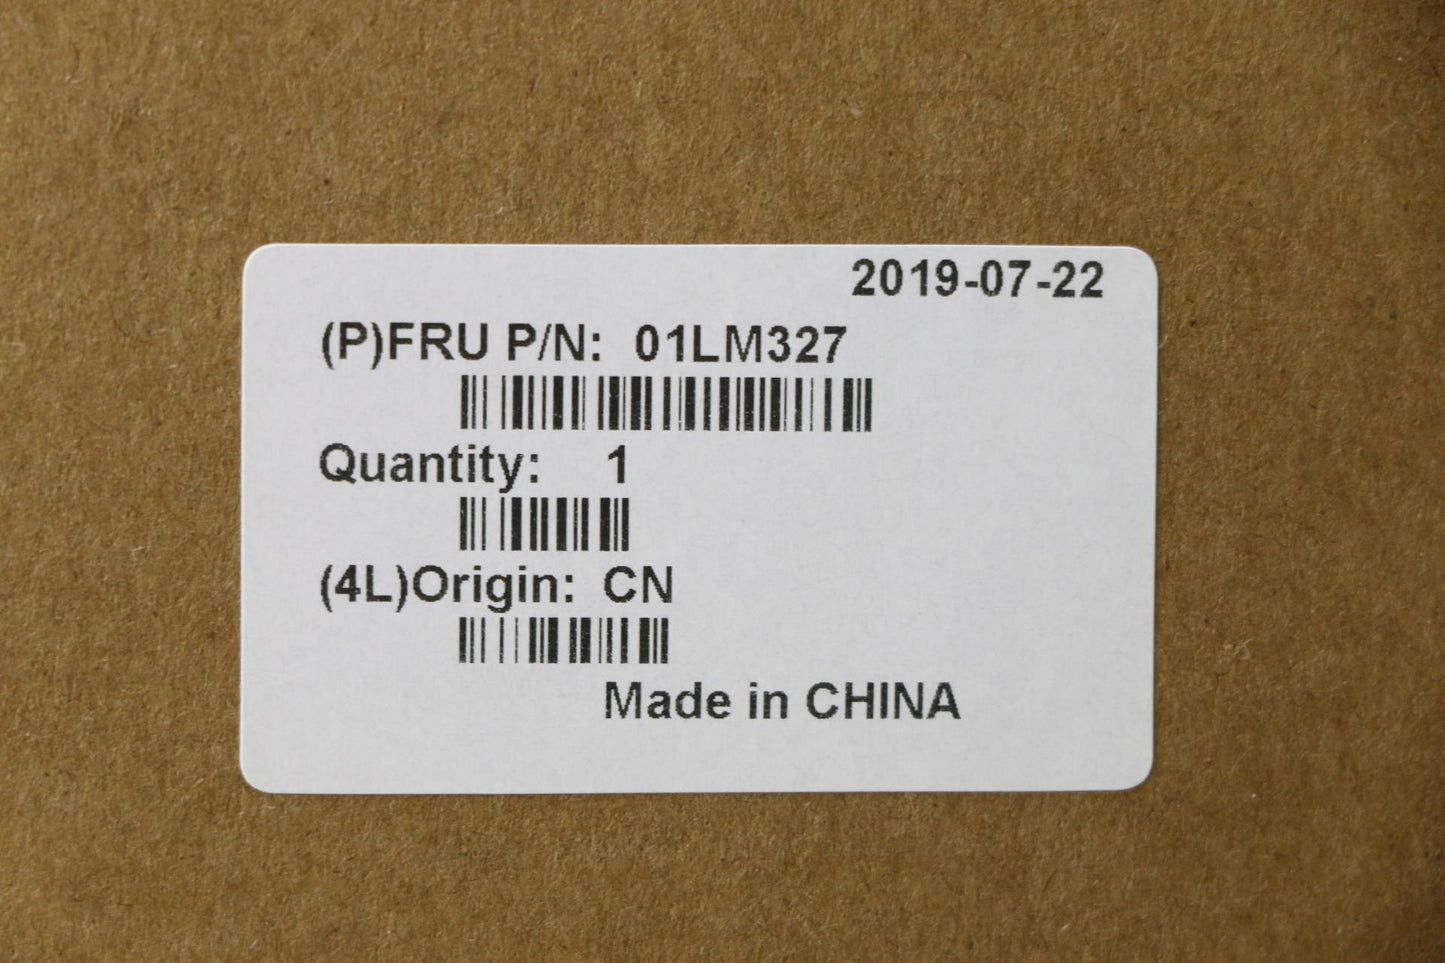 2019-07-22
(P)FRU P/N: 01LM327
Quantity: 1
(4L)Origin: CN
Made in CHINA